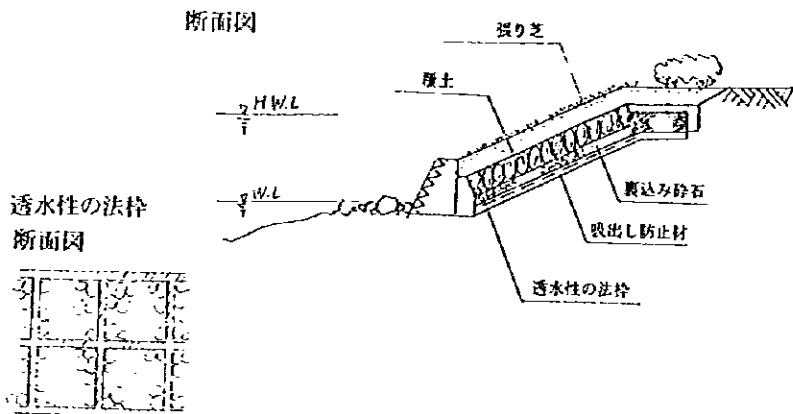 断面図
張り芝
覆土
H.W.L
W.L
裏込み砕石
吸出し防止材
透水性の法枠
透水性の法枠
断面図